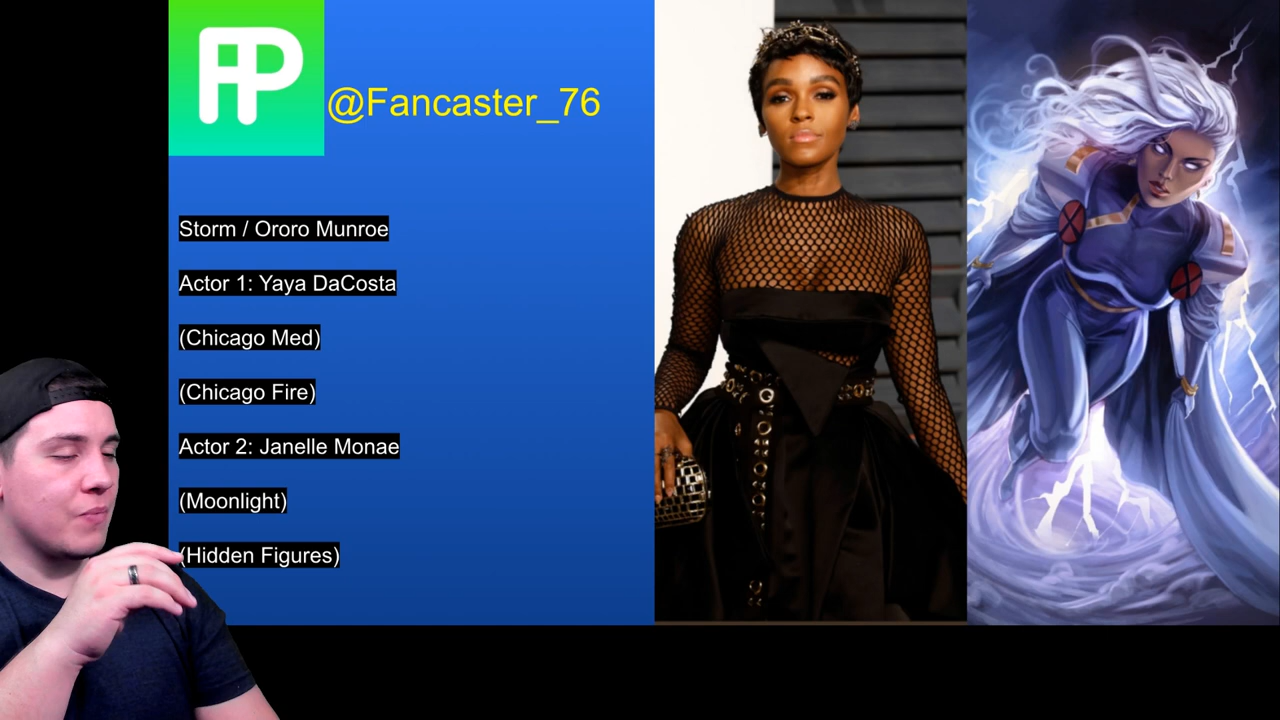 FP
@Fancaster_76
Storm / Ororo Munroe
Actor 1: Yaya DaCosta
(Chicago Med)
(Chicago Fire)
Actor 2: Janelle Monae
(Moonlight)
(Hidden Figures)